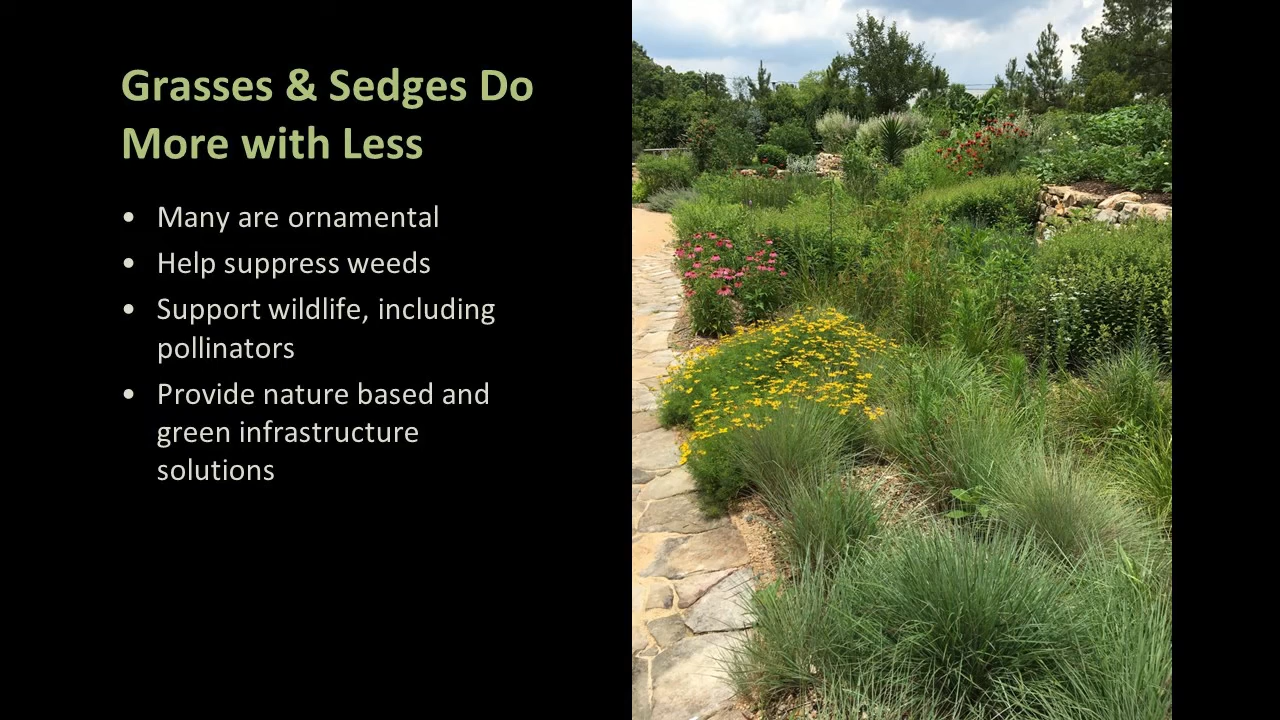 Grasses & Sedges Do
More with Less
• Many are ornamental
• Help suppress weeds
• Support wildlife, including
pollinators
• Provide nature based and
green infrastructure
solutions